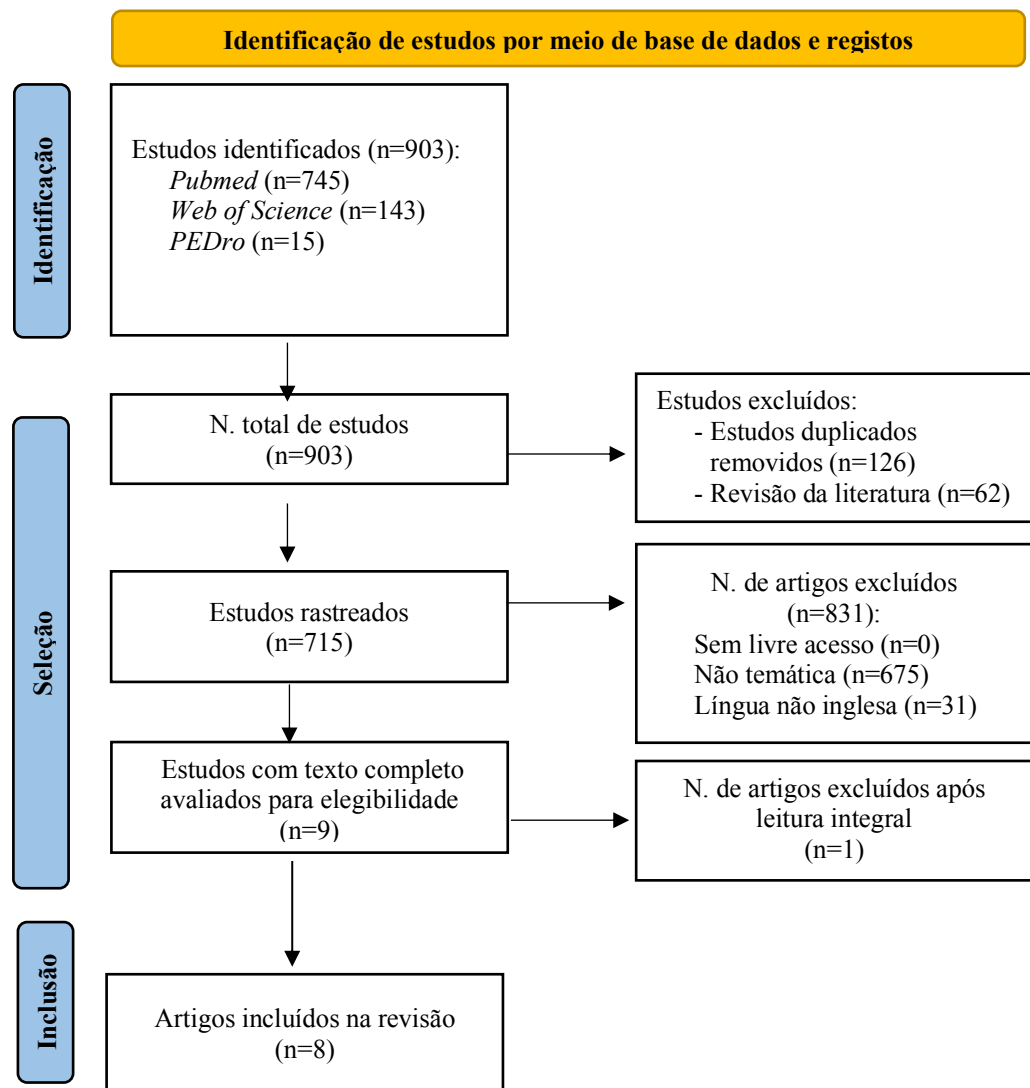 Identificação de estudos por meio de base de dados e registos
Identificação
Estudos identificados (n=903):
Pubmed (n=745)
Web of Science (n=143)
PEDro (n=15)
Seleção
N. total de estudos
(n=903)
Estudos excluídos:
- Estudos duplicados
removidos (n=126)
- Revisão da literatura (n=62)
Estudos rastreados
(n=715)
N. de artigos excluídos
(n=831):
Sem livre acesso (n=0)
Não temática (n=675)
Língua não inglesa (n=31)
Estudos com texto completo
avaliados para elegibilidade
(n=9)
N. de artigos excluídos após
leitura integral
(n=1)
Inclusão
Artigos incluídos na revisão
(n=8)